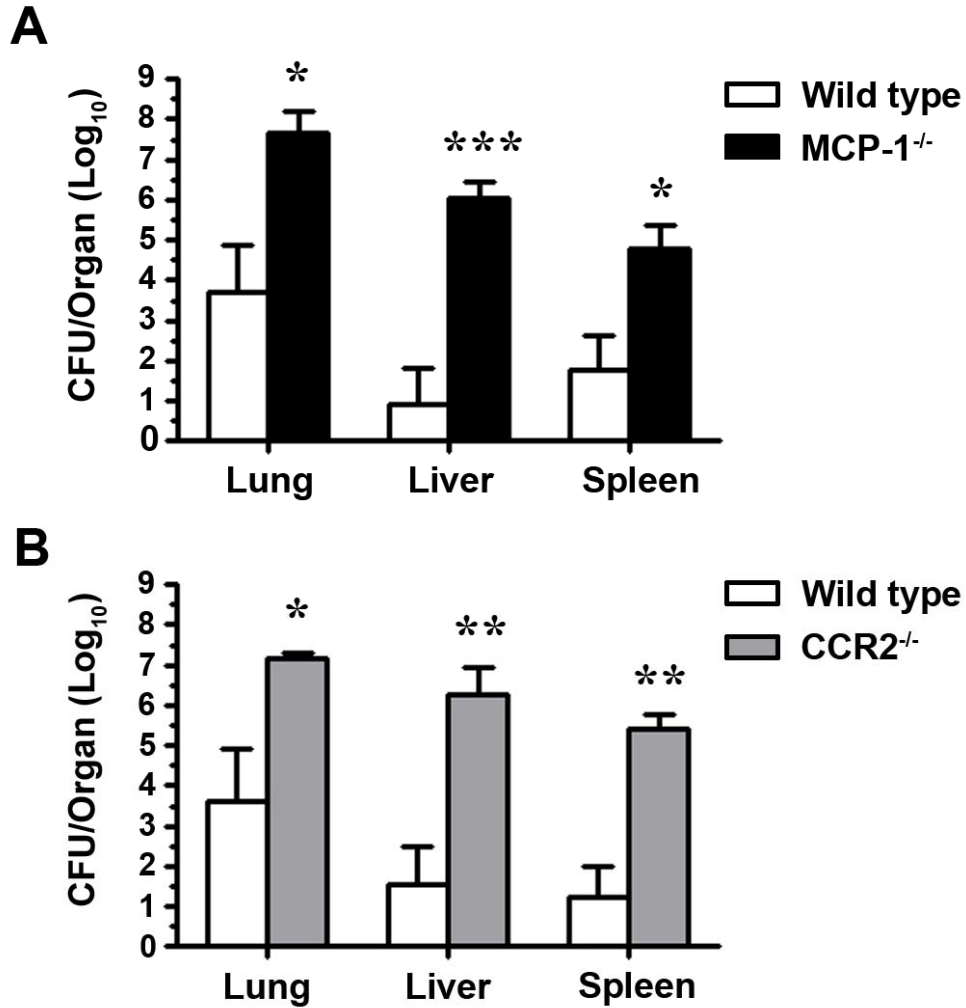 A
CFU/Organ (Log10)
9
8
7
6
5
4
3
2
1
0
*
***
*
Wild type
MCP-1-/-
Lung Liver Spleen
B
CFU/Organ (Log10)
9
8
7
6
5
4
3
2
1
0
*
**
**
Wild type
CCR2-/-
Lung Liver Spleen